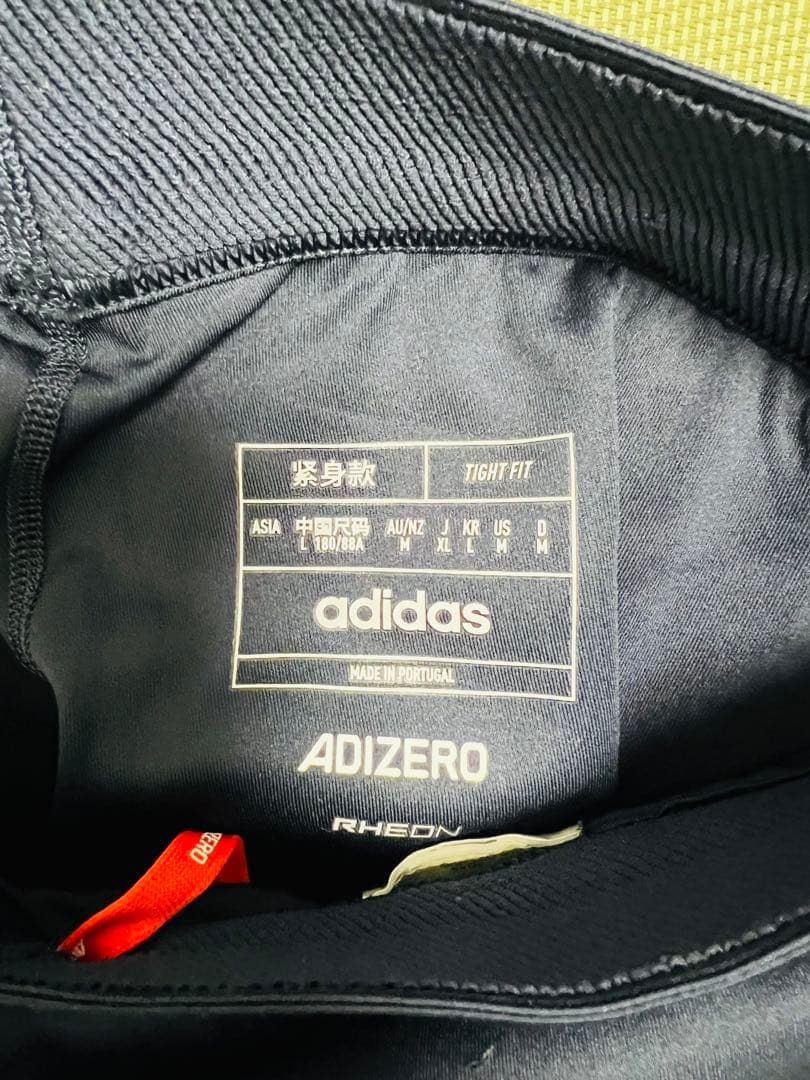 紧身款 TIGHT FIT
ASIA 中国尺码 AU/NZ J KR US D
L 180/88A M XL L M M
adidas
MADE IN PORTUGAL
ADIZERO
RHEON